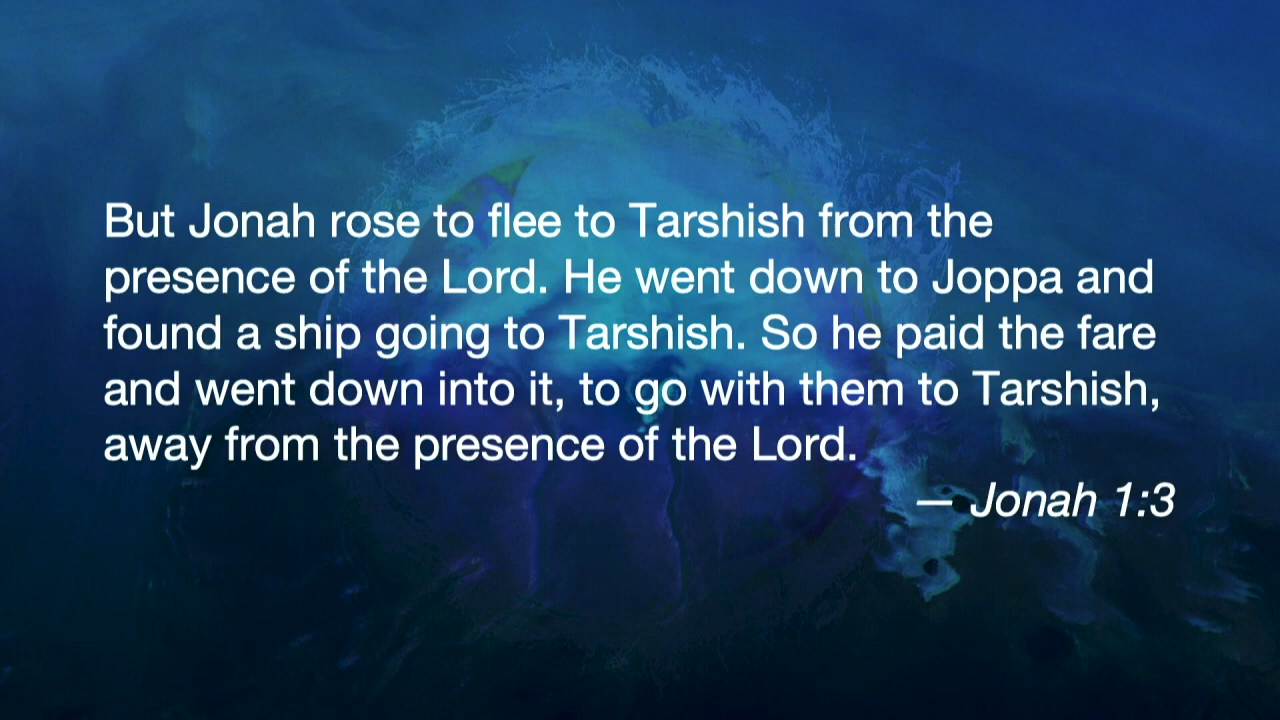 But Jonah rose to flee to Tarshish from the
presence of the Lord. He went down to Joppa and
found a ship going to Tarshish. So he paid the fare
and went down into it, to go with them to Tarshish,
away from the presence of the Lord.
— Jonah 1:3